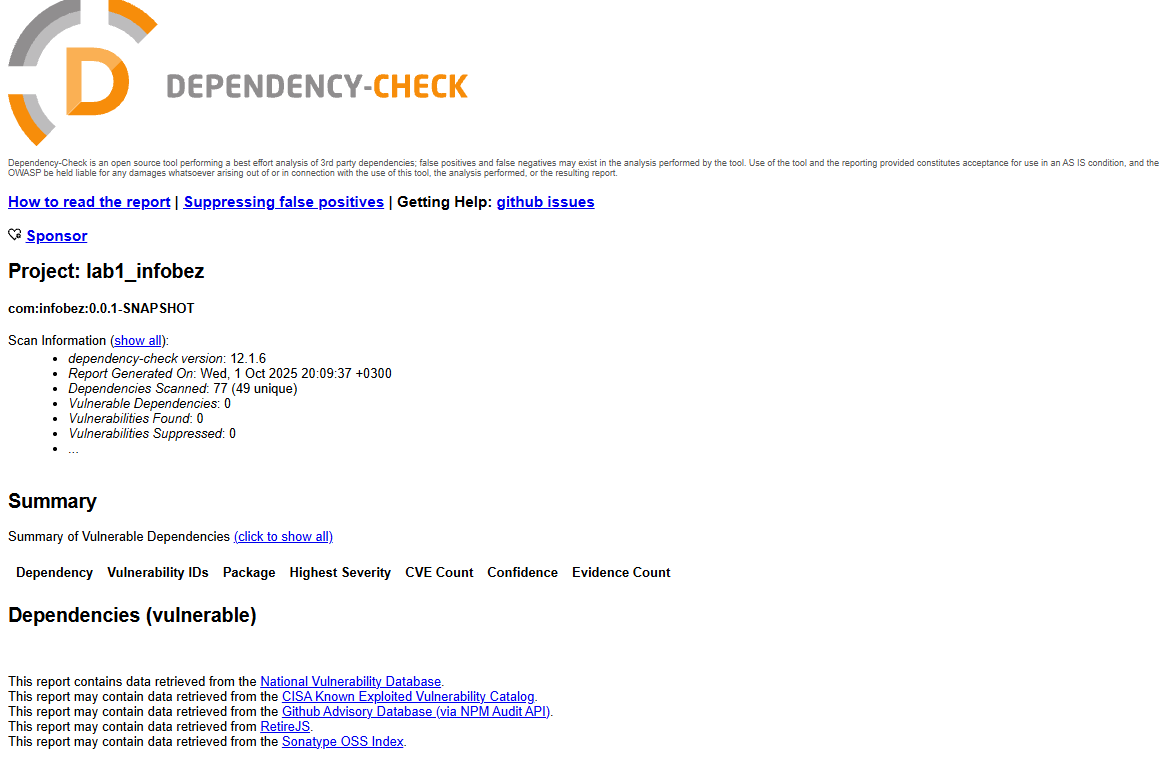 DEPENDENCY-CHECK
Dependency-Check is an open source tool performing a best effort analysis of 3rd party dependencies; false positives and false negatives may exist in the analysis performed by the tool. Use of the tool and the reporting provided constitutes acceptance for use in an AS IS condition, and the
OWASP be held liable for any damages whatsoever arising out of or in connection with the use of this tool, the analysis performed, or the resulting report.
How to read the report | Suppressing false positives | Getting Help: github issues
Sponsor
Project: lab1_infobez
com:infobez:0.0.1-SNAPSHOT
Scan Information (show all):
• dependency-check version: 12.1.6
• Report Generated On: Wed, 1 Oct 2025 20:09:37 +0300
• Dependencies Scanned: 77 (49 unique)
• Vulnerable Dependencies: 0
• Vulnerabilities Found: 0
• Vulnerabilities Suppressed: 0
• ...
Summary
Summary of Vulnerable Dependencies (click to show all)
Dependency Vulnerability IDs Package Highest Severity CVE Count Confidence Evidence Count
Dependencies (vulnerable)
This report contains data retrieved from the National Vulnerability Database.
This report may contain data retrieved from the CISA Known Exploited Vulnerability Catalog.
This report may contain data retrieved from the Github Advisory Database (via NPM Audit API).
This report may contain data retrieved from RetireJS.
This report may contain data retrieved from the Sonatype OSS Index.